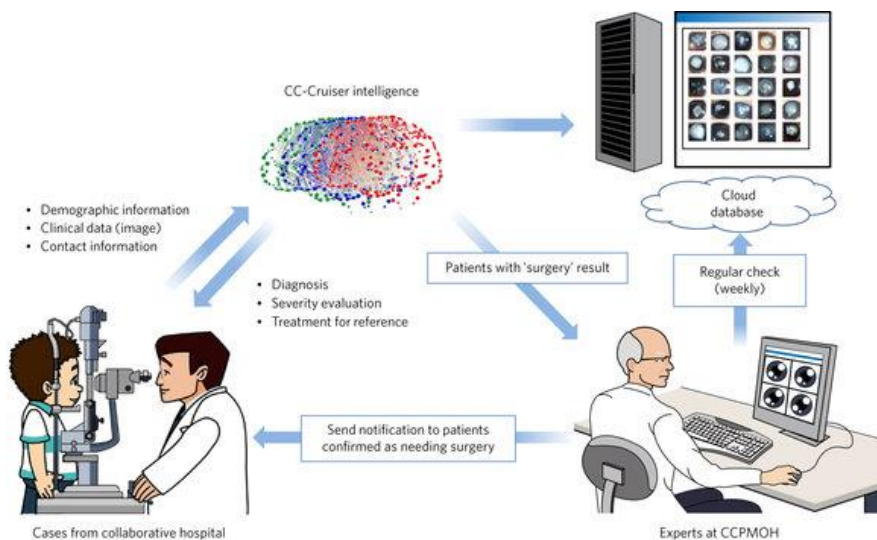 CC-Cruiser intelligence
• Demographic information
• Clinical data (image)
• Contact information
Cloud
database
Patients with 'surgery' result
Regular check
(weekly)
• Diagnosis
• Severity evaluation
• Treatment for reference
Send notification to patients
confirmed as needing surgery
Cases from collaborative hospital
Experts at CCPMOH